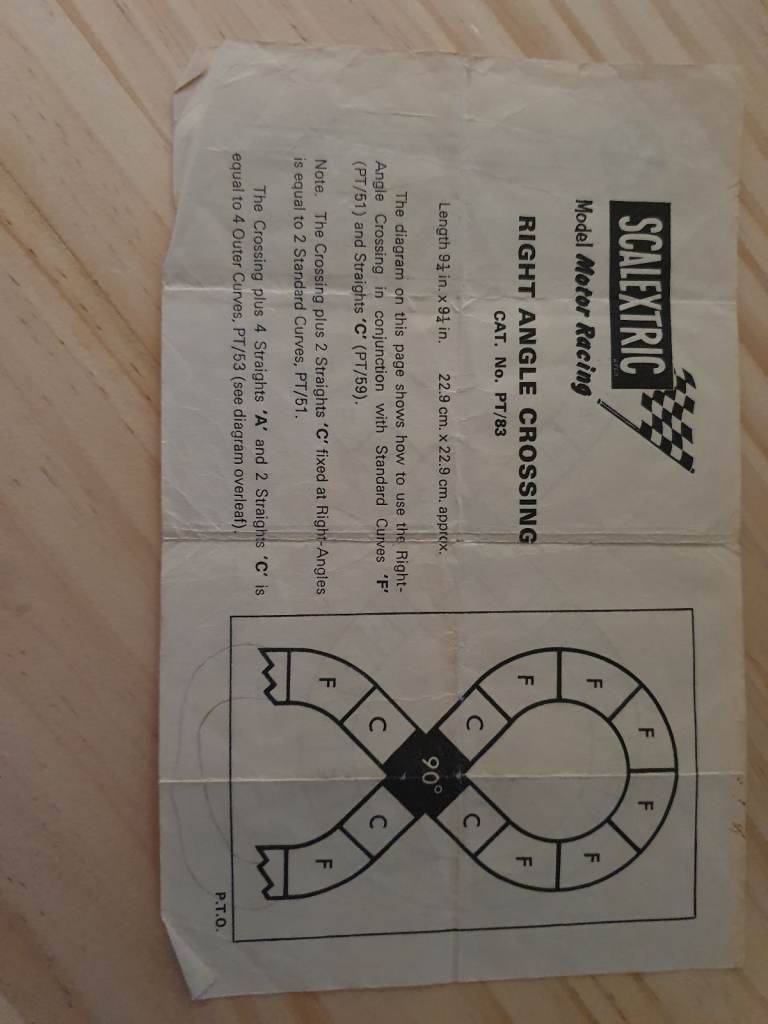 SCALEXTRIC
Model Motor Racing
RIGHT ANGLE CROSSING
CAT. No. PT/83
Length 9¼ in. x 9¼ in. 22.9 cm. x 22.9 cm. approx.
The diagram on this page shows how to use the Right-
Angle Crossing in conjunction with Standard Curves 'F'
(PT/51) and Straights 'C' (PT/59).
Note. The Crossing plus 2 Straights 'C' fixed at Right-Angles
is equal to 2 Standard Curves, PT/51.
The Crossing plus 4 Straights 'A' and 2 Straights 'C' is
equal to 4 Outer Curves, PT/53 (see diagram overleaf).
F
F
F
F
F
F
C
C
90°
C
C
F
F
P.T.O.